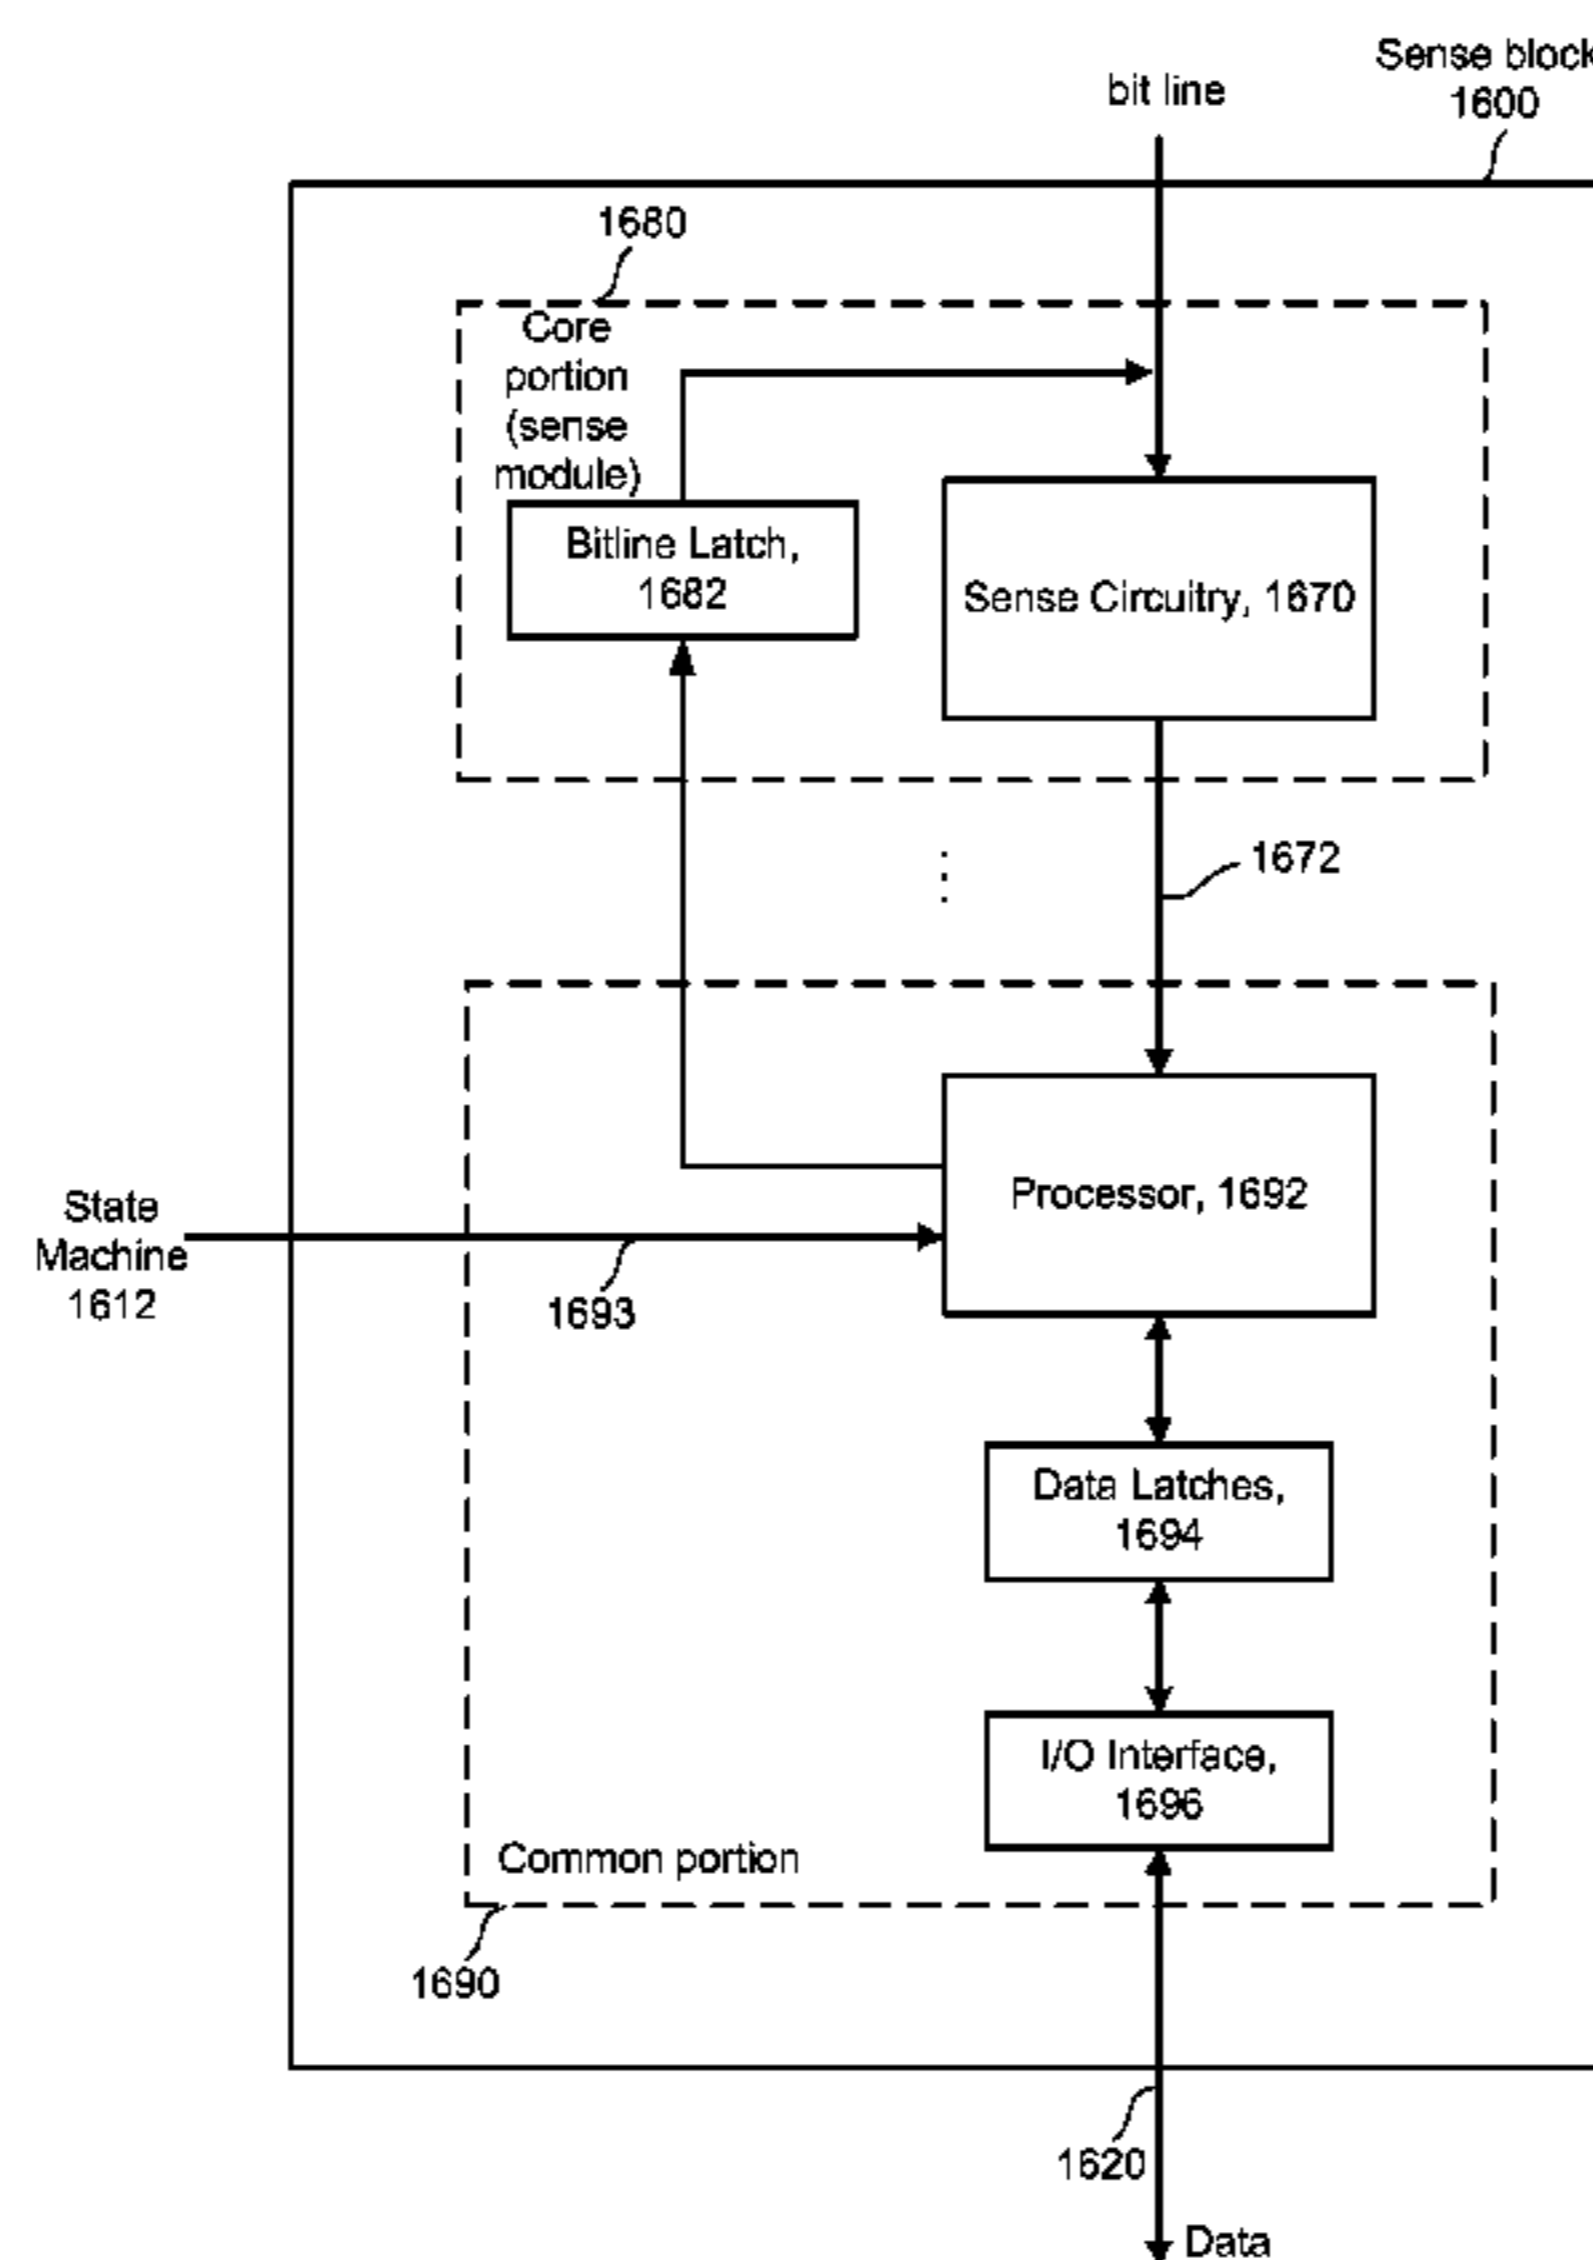 Sense block
1600
bit line
1680
Core
portion
(sense
module)
Bitline Latch,
1682
Sense Circuitry, 1670
1672
Processor, 1692
State
Machine
1612
1693
Data Latches,
1694
I/O Interface,
1696
Common portion
1690
1620
Data